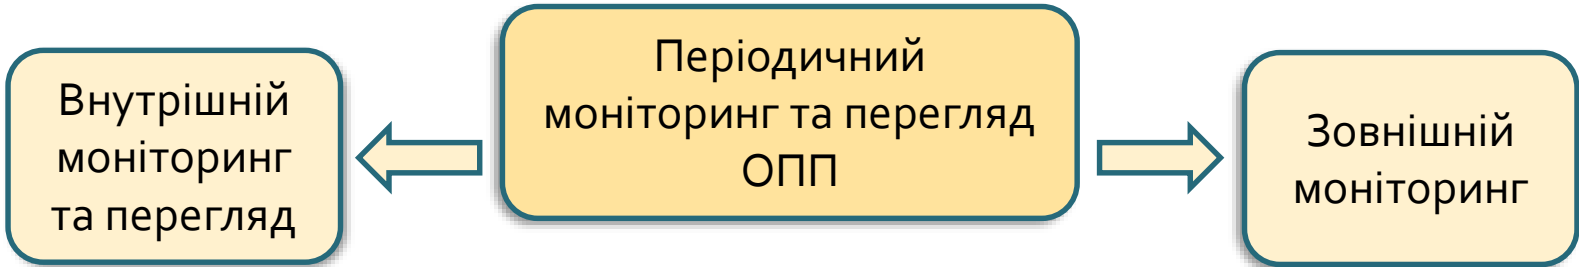 Внутрішній
моніторинг
та перегляд
Періодичний
моніторинг та перегляд
ОПП
Зовнішній
моніторинг